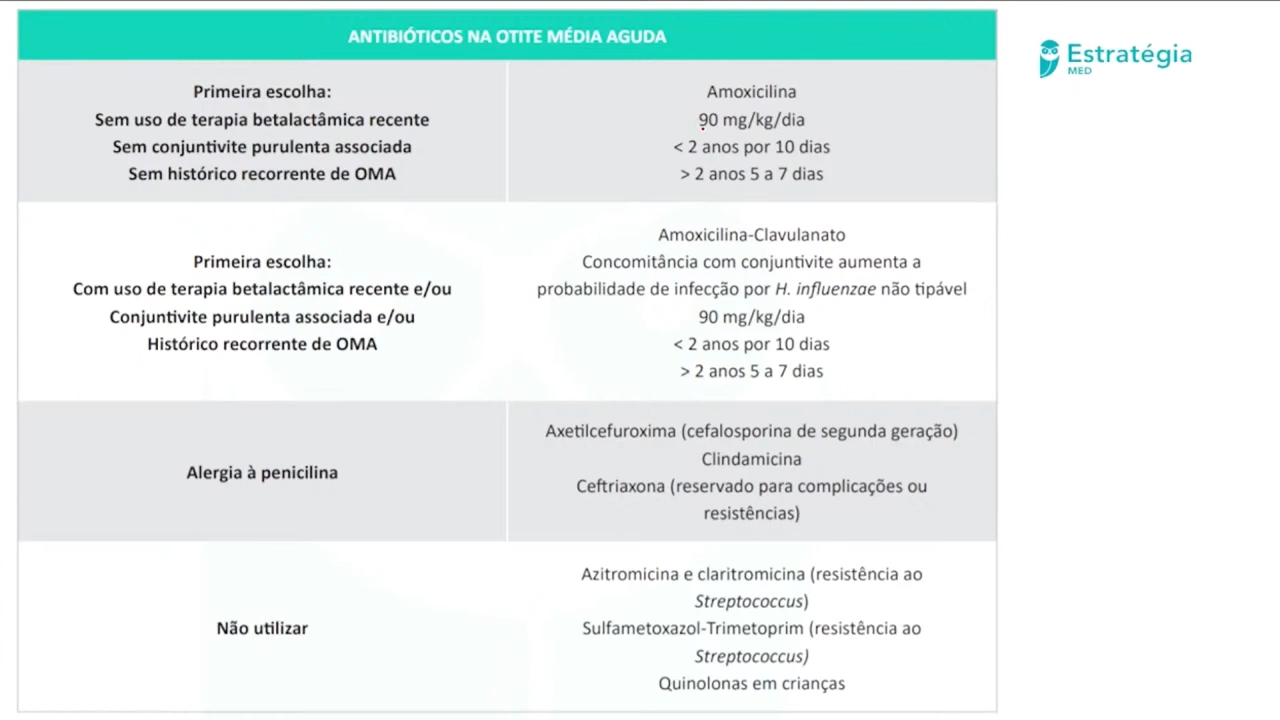 ANTIBIÓTICOS NA OTITE MÉDIA AGUDA
Estratégia
MED
Primeira escolha:
Sem uso de terapia betalactâmica recente
Sem conjuntivite purulenta associada
Sem histórico recorrente de OMA
Amoxicilina
90 mg/kg/dia
< 2 anos por 10 dias
> 2 anos 5 a 7 dias
Primeira escolha:
Com uso de terapia betalactâmica recente e/ou
Conjuntivite purulenta associada e/ou
Histórico recorrente de OMA
Amoxicilina-Clavulanato
Concomitância com conjuntivite aumenta a
probabilidade de infecção por H. influenzae não tipável
90 mg/kg/dia
< 2 anos por 10 dias
> 2 anos 5 a 7 dias
Alergia à penicilina
Axetilcefuroxima (cefalosporina de segunda geração)
Clindamicina
Ceftriaxona (reservado para complicações ou
resistências)
Não utilizar
Azitromicina e claritromicina (resistência ao
Streptococcus)
Sulfametoxazol-Trimetoprim (resistência ao
Streptococcus)
Quinolonas em crianças